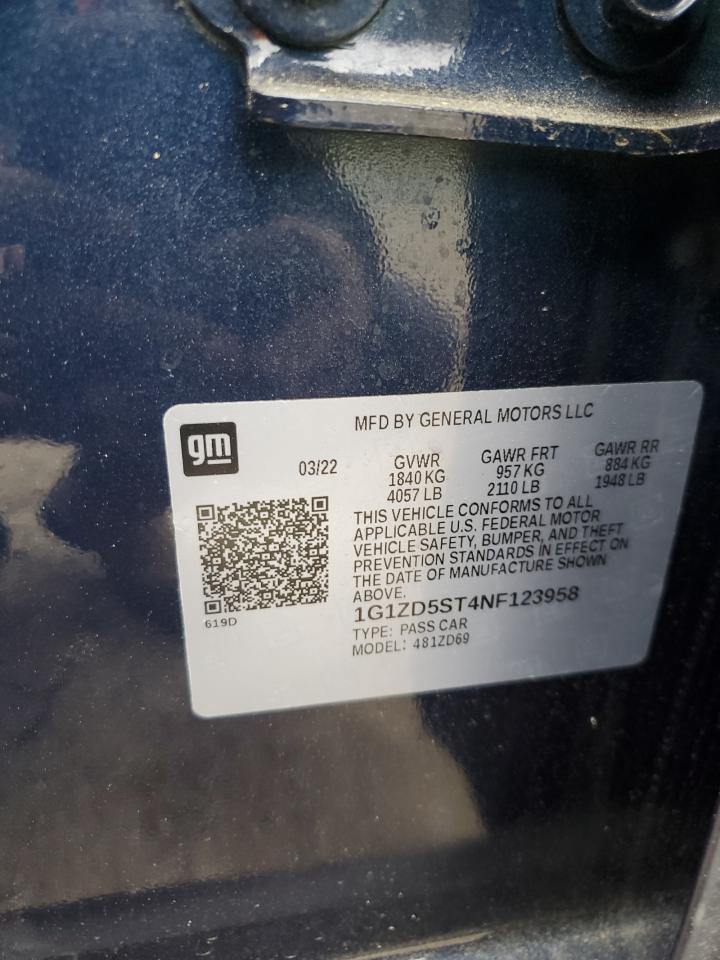 MFD BY GENERAL MOTORS LLC
gm
03/22
GVWR
1840 KG
4057 LB
GAWR FRT
957 KG
2110 LB
GAWR RR
884 KG
1948 LB
THIS VEHICLE CONFORMS TO ALL
APPLICABLE U.S. FEDERAL MOTOR
VEHICLE SAFETY, BUMPER, AND THEFT
PREVENTION STANDARDS IN EFFECT ON
THE DATE OF MANUFACTURE SHOWN
ABOVE.
1G1ZD5ST4NF123958
TYPE: PASS CAR
MODEL: 481ZD69
619D